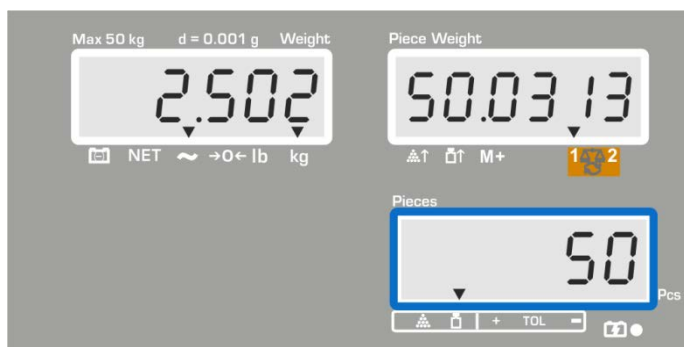 Max 50 kg d = 0.001 g Weight
2.502
NET ~ →0← lb kg
Piece Weight
50.0313
M+
1 2
Pieces
50
Pcs
+ TOL -